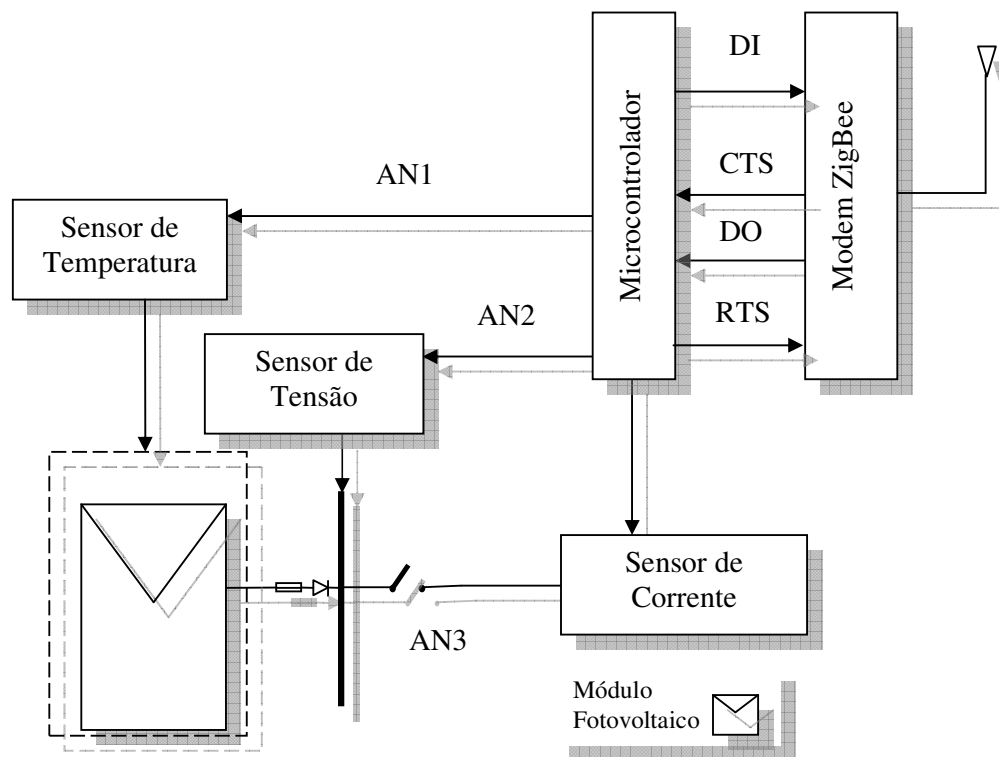 DI
Microcontrolador
Modem ZigBee
CTS
AN1
Sensor de
Temperatura
DO
AN2
RTS
Sensor de
Tensão
Sensor de
Corrente
AN3
Módulo
Fotovoltaico